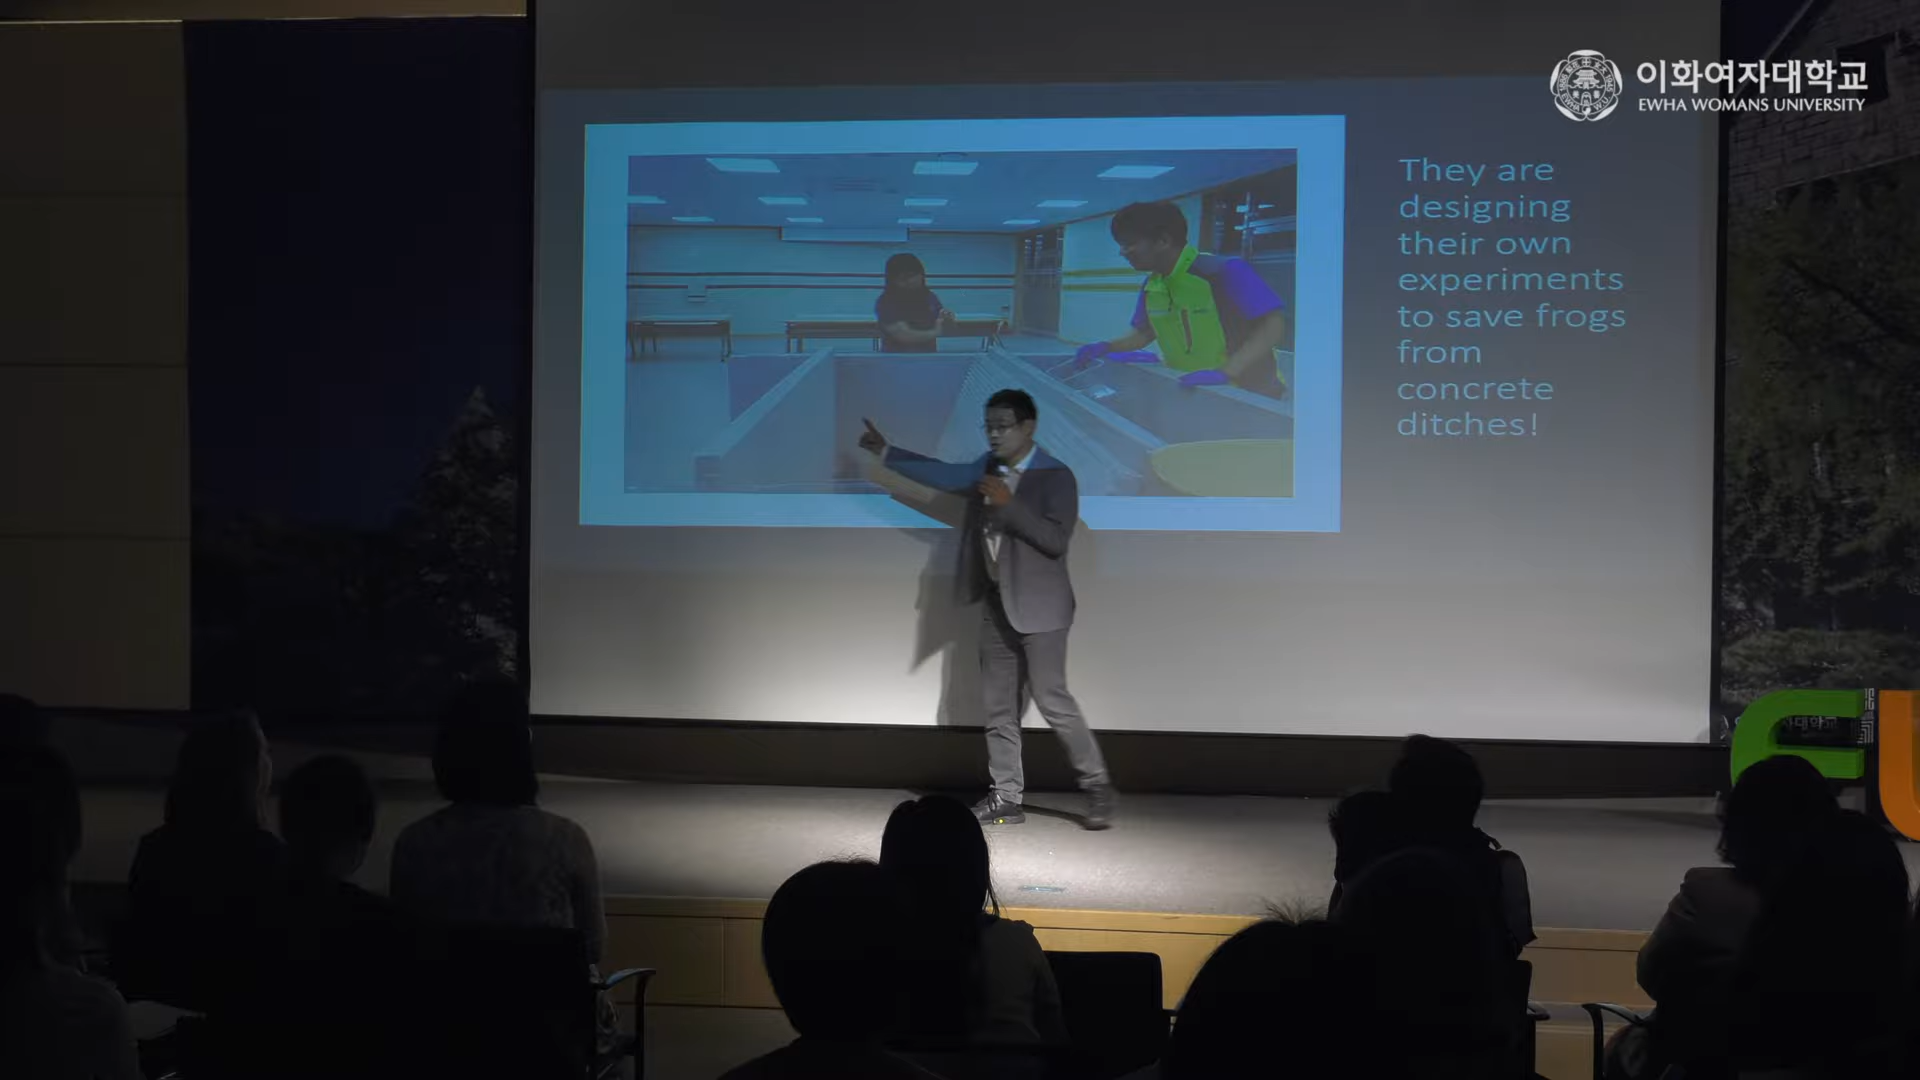 이화여자대학교
EWHA WOMANS UNIVERSITY
They are
designing
their own
experiments
to save frogs
from
concrete
ditches!